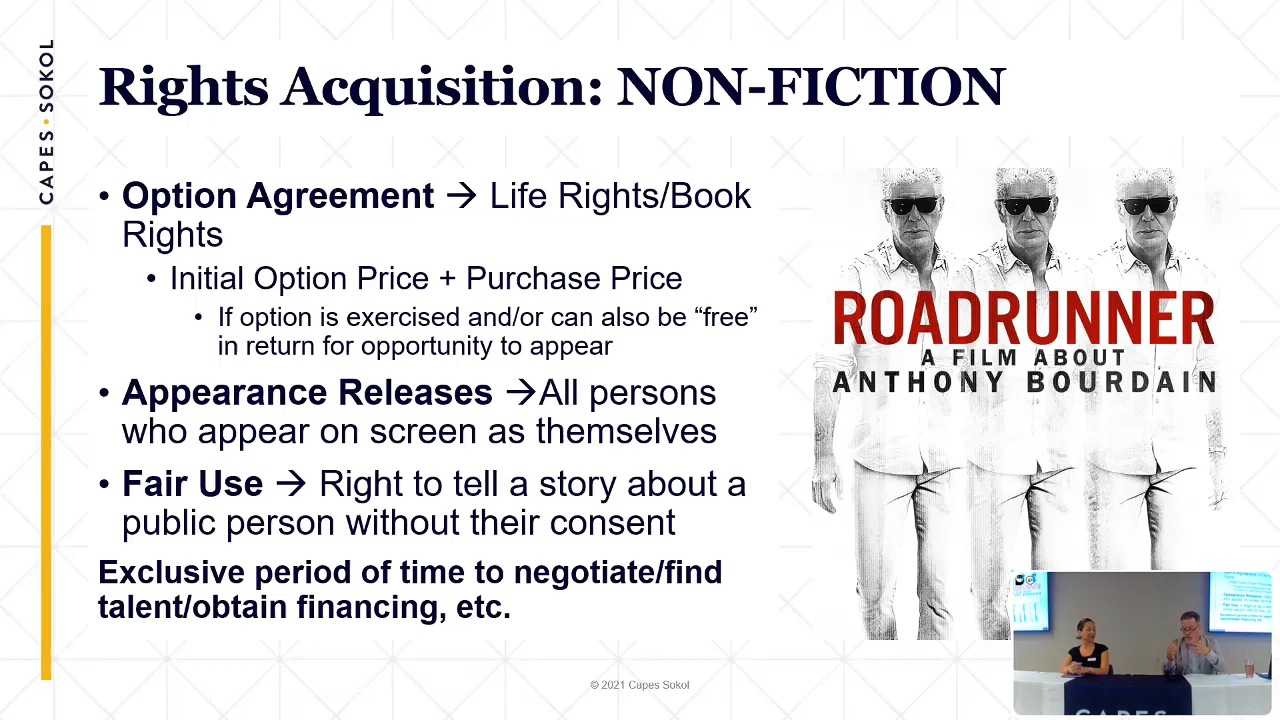 CAPES • SOKOL
Rights Acquisition: NON-FICTION
• Option Agreement → Life Rights/Book
Rights
• Initial Option Price + Purchase Price
• If option is exercised and/or can also be “free”
in return for opportunity to appear
• Appearance Releases →All persons
who appear on screen as themselves
• Fair Use → Right to tell a story about a
public person without their consent
Exclusive period of time to negotiate/find
talent/obtain financing, etc.
ROADRUNNER
A FILM ABOUT
ANTHONY BOURDAIN
© 2021 Capes Sokol
CAPES